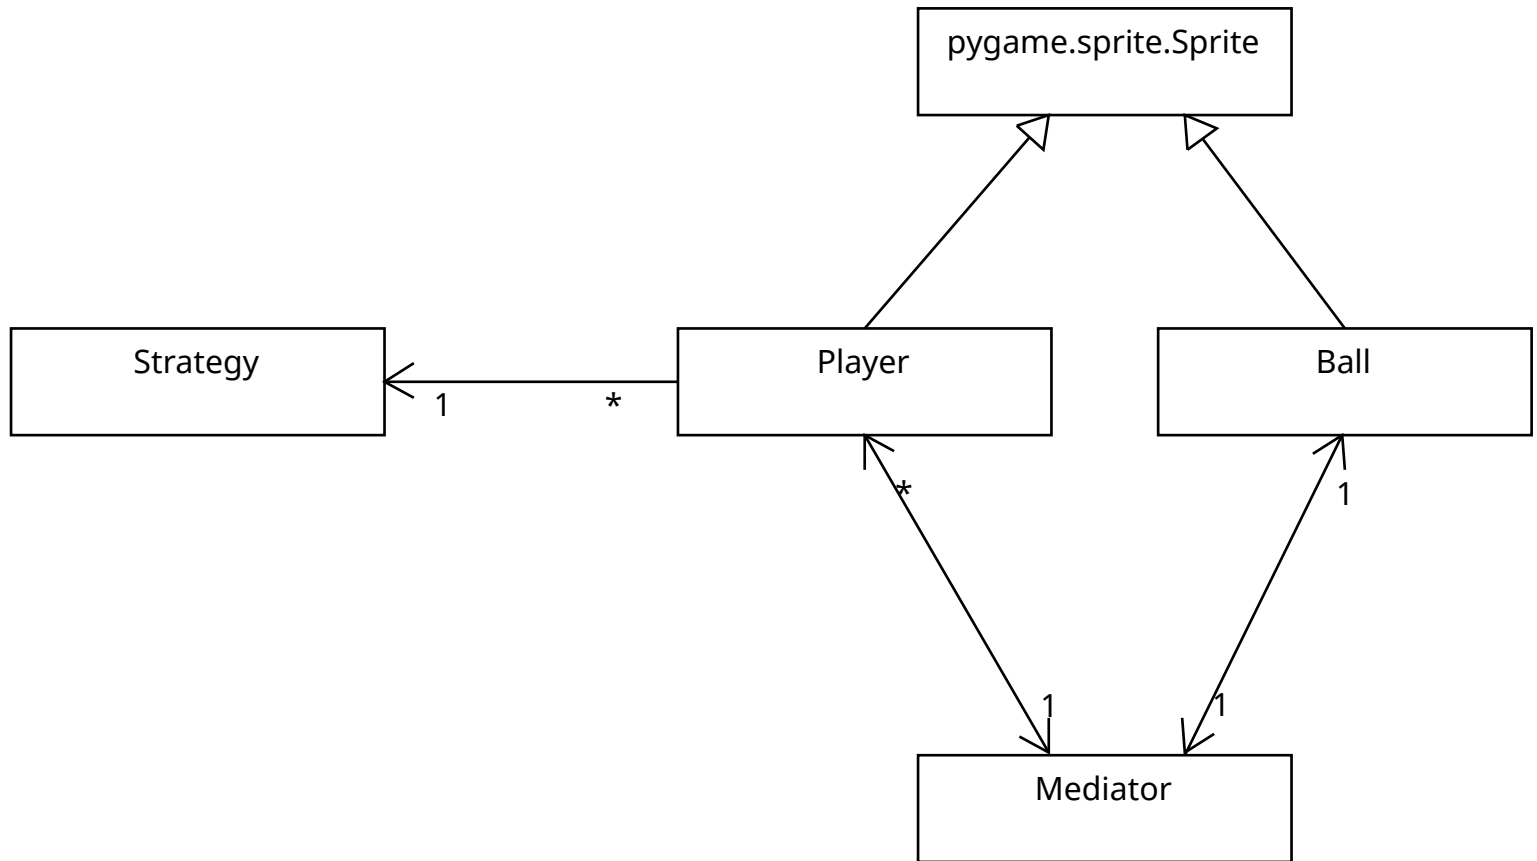 pygame.sprite.Sprite
Strategy
Player
Ball
1
*
*
1
1
1
Mediator